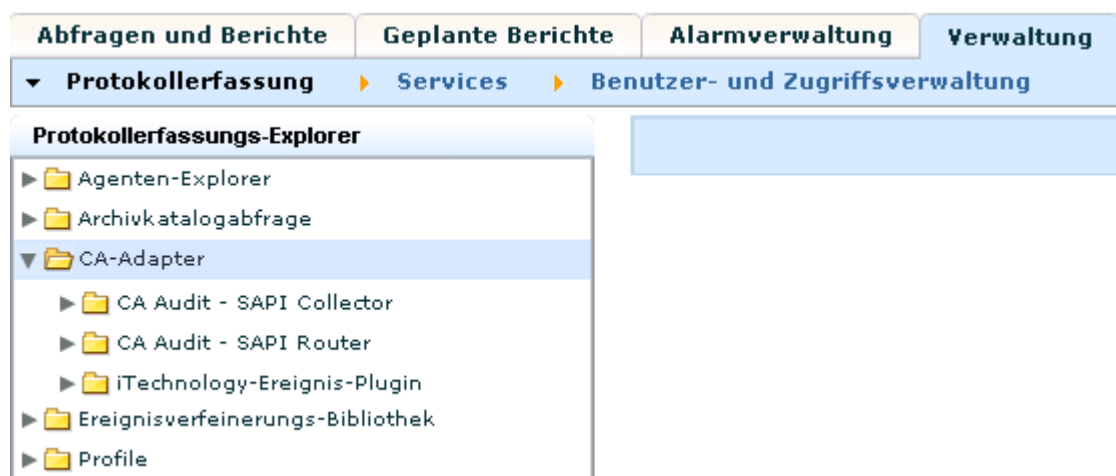 Abfragen und Berichte Geplante Berichte Alarmverwaltung Verwaltung
Protokollerfassung Services Benutzer- und Zugriffsverwaltung
Protokollerfassungs-Explorer
Agenten-Explorer
Archivkatalogabfrage
CA-Adapter
CA Audit - SAPI Collector
CA Audit - SAPI Router
iTechnology-Ereignis-Plugin
Ereignisverfeinerungs-Bibliothek
Profile